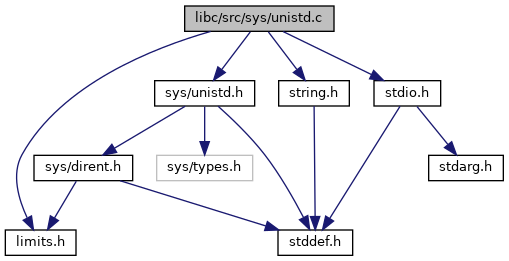 libc/src/sys/unistd.c
sys/unistd.h
string.h
stdio.h
sys/dirent.h
sys/types.h
stdarg.h
limits.h
stddef.h